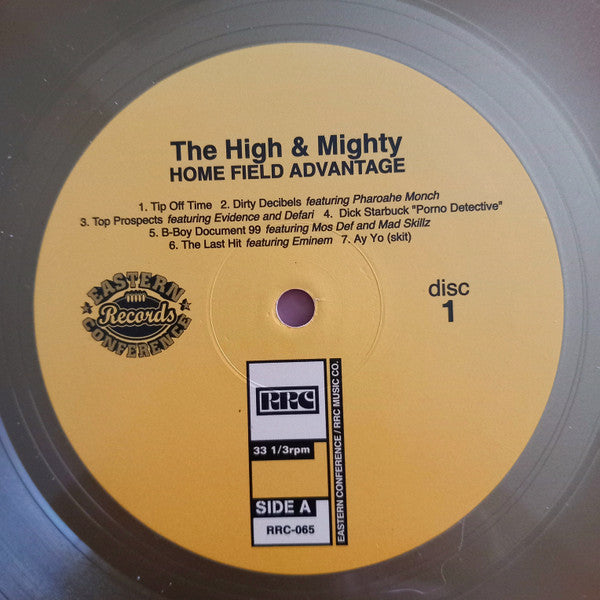 The High & Mighty
HOME FIELD ADVANTAGE
1. Tip Off Time 2. Dirty Decibels featuring Pharoahe Monch
3. Top Prospects featuring Evidence and Defari 4. Dick Starbuck "Porno Detective"
5. B-Boy Document 99 featuring Mos Def and Mad Skillz
6. The Last Hit featuring Eminem 7. Ay Yo (skit)
EASTERN
Records
CONFERENCE
disc
1
RRC
33 1/3rpm
SIDE A
RRC-065
EASTERN CONFERENCE / RRC MUSIC CO.